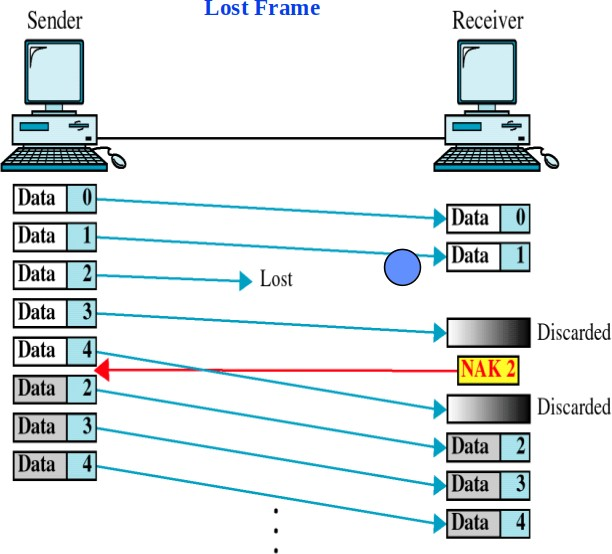 Lost Frame
Sender
Receiver
Data 0
Data 0
Data 1
Data 1
Data 2
Lost
Data 3
Discarded
Data 4
NAK 2
Data 2
Discarded
Data 3
Data 2
Data 4
Data 3
Data 4